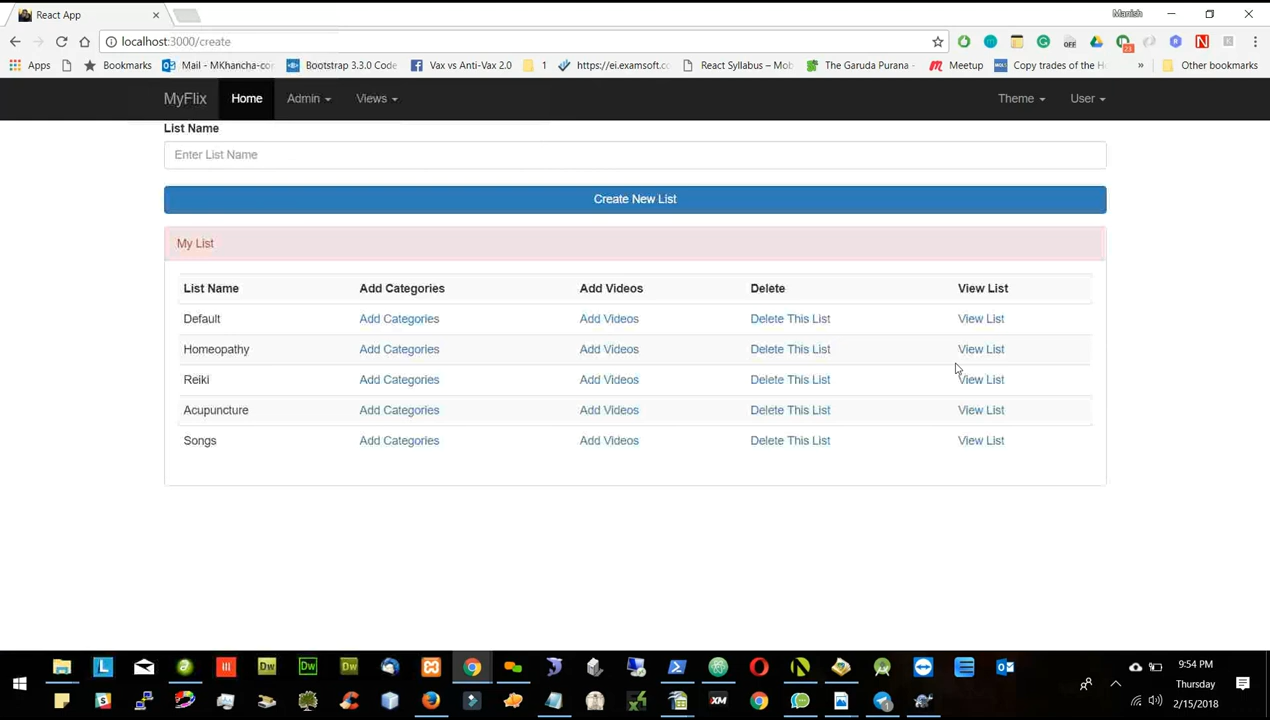 React App
Manish
localhost:3000/create
OFF
21
Apps
Bookmarks
Mail - MKhancha-co
Bootstrap 3.3.0 Code
Vax vs Anti-Vax 2.0
1
https://ei.examsoft.c
React Syllabus – Mob
The Garuda Purana -
Meetup
Copy trades of the H
»
Other bookmarks
MyFlix
Home
Admin
Views
Theme
User
List Name
Enter List Name
Create New List
My List
List Name Add Categories Add Videos Delete View List
Default Add Categories Add Videos Delete This List View List
Homeopathy Add Categories Add Videos Delete This List View List
Reiki Add Categories Add Videos Delete This List View List
Acupuncture Add Categories Add Videos Delete This List View List
Songs Add Categories Add Videos Delete This List View List
9:54 PM
Thursday
2/15/2018